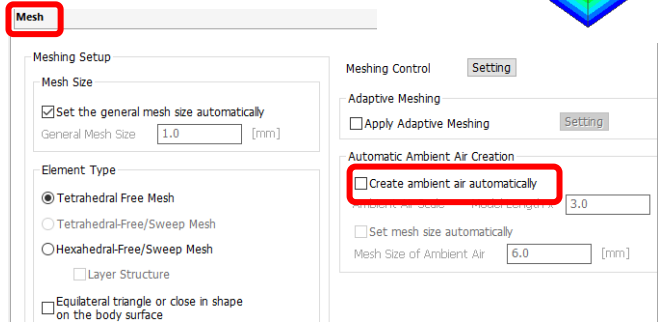 Mesh
Meshing Setup
Mesh Size
Set the general mesh size automatically
General Mesh Size 1.0 [mm]
Element Type
Tetrahedral Free Mesh
Tetrahedral-Free/Sweep Mesh
Hexahedral-Free/Sweep Mesh
Layer Structure
Equilateral triangle or close in shape
on the body surface
Meshing Control Setting
Adaptive Meshing
Apply Adaptive Meshing Setting
Automatic Ambient Air Creation
Create ambient air automatically
Ambient Air Scale Model Length x 3.0
Set mesh size automatically
Mesh Size of Ambient Air 6.0 [mm]